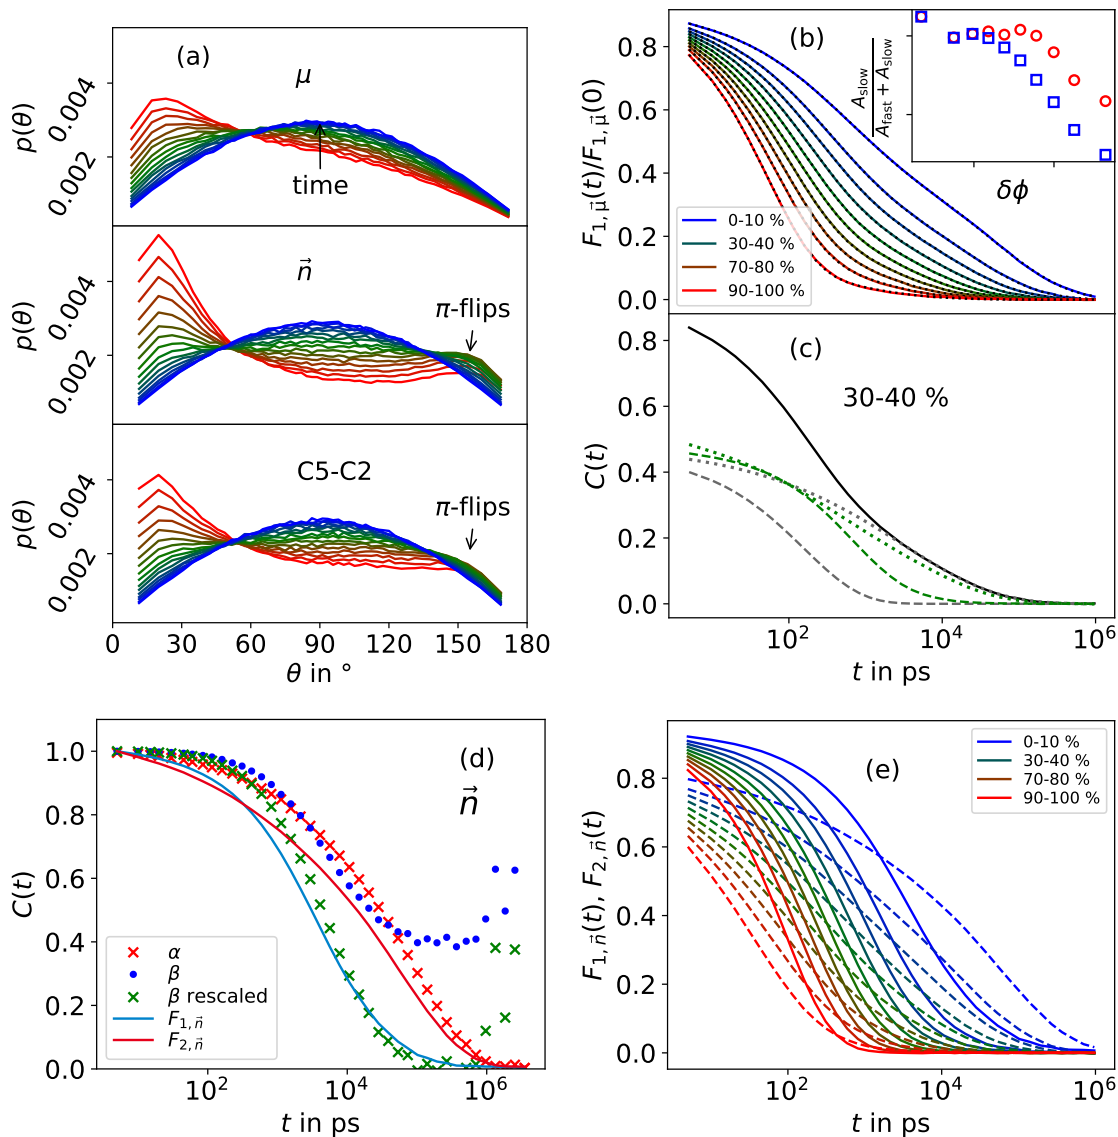 (a)
μ
p(θ)
0.004
0.002
time
n⃗
p(θ)
0.004
0.002
π-flips
C5-C2
p(θ)
0.004
0.002
π-flips
0 30 60 90 120 150 180
θ in °
(b)
F1,μ⃗(t)/F1,μ⃗(0)
0.8
0.6
0.4
0.2
0.0
Aslow
Afast + Aslow
δϕ
0-10 %
30-40 %
70-80 %
90-100 %
(c)
30-40 %
C(t)
0.8
0.6
0.4
0.2
0.0
10² 10⁴ 10⁶
t in ps
(d)
n⃗
C(t)
1.0
0.8
0.6
0.4
0.2
0.0
α
β
β rescaled
F1,n⃗
F2,n⃗
10² 10⁴ 10⁶
t in ps
(e)
F1,n⃗(t), F2,n⃗(t)
0.8
0.6
0.4
0.2
0.0
0-10 %
30-40 %
70-80 %
90-100 %
10² 10⁴ 10⁶
t in ps